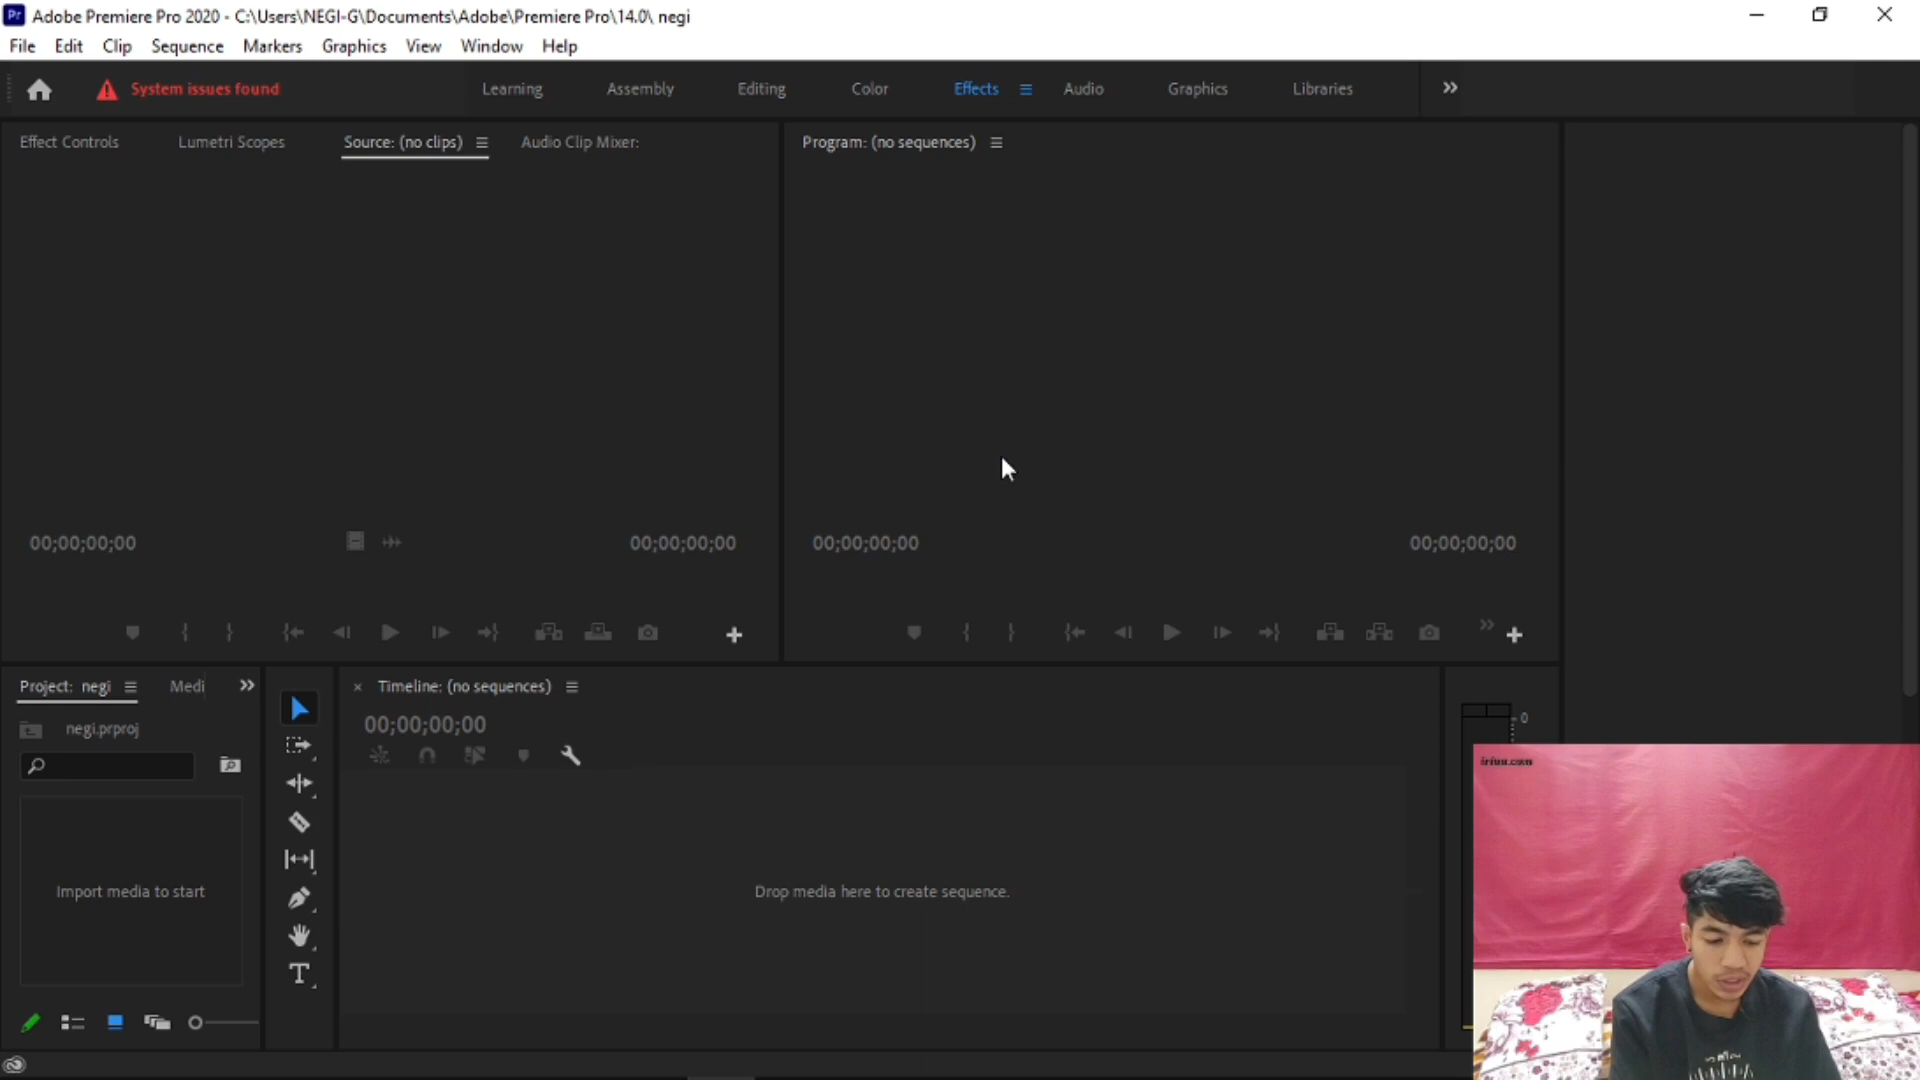 Adobe Premiere Pro 2020 - C:\Users\NEGI-G\Documents\Adobe\Premiere Pro\14.0\ negi
File Edit Clip Sequence Markers Graphics View Window Help
System issues found Learning Assembly Editing Color Effects Audio Graphics Libraries
Effect Controls Lumetri Scopes Source: (no clips) Audio Clip Mixer: Program: (no sequences)
00;00;00;00 00;00;00;00 00;00;00;00 00;00;00;00
Project: negi Medi Timeline: (no sequences)
00;00;00;00
negi.prproj
0
Import media to start
Drop media here to create sequence.